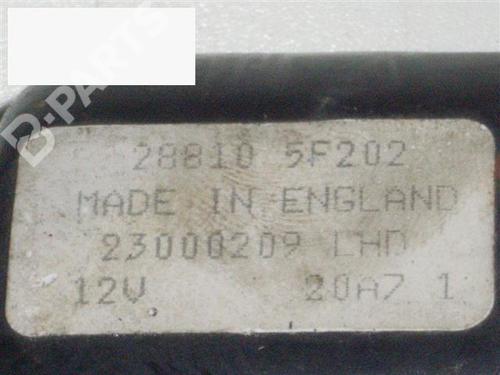 D-PARTS
28810 5F202
MADE IN ENGLAND
23000209 LHD
12V 20A7 1